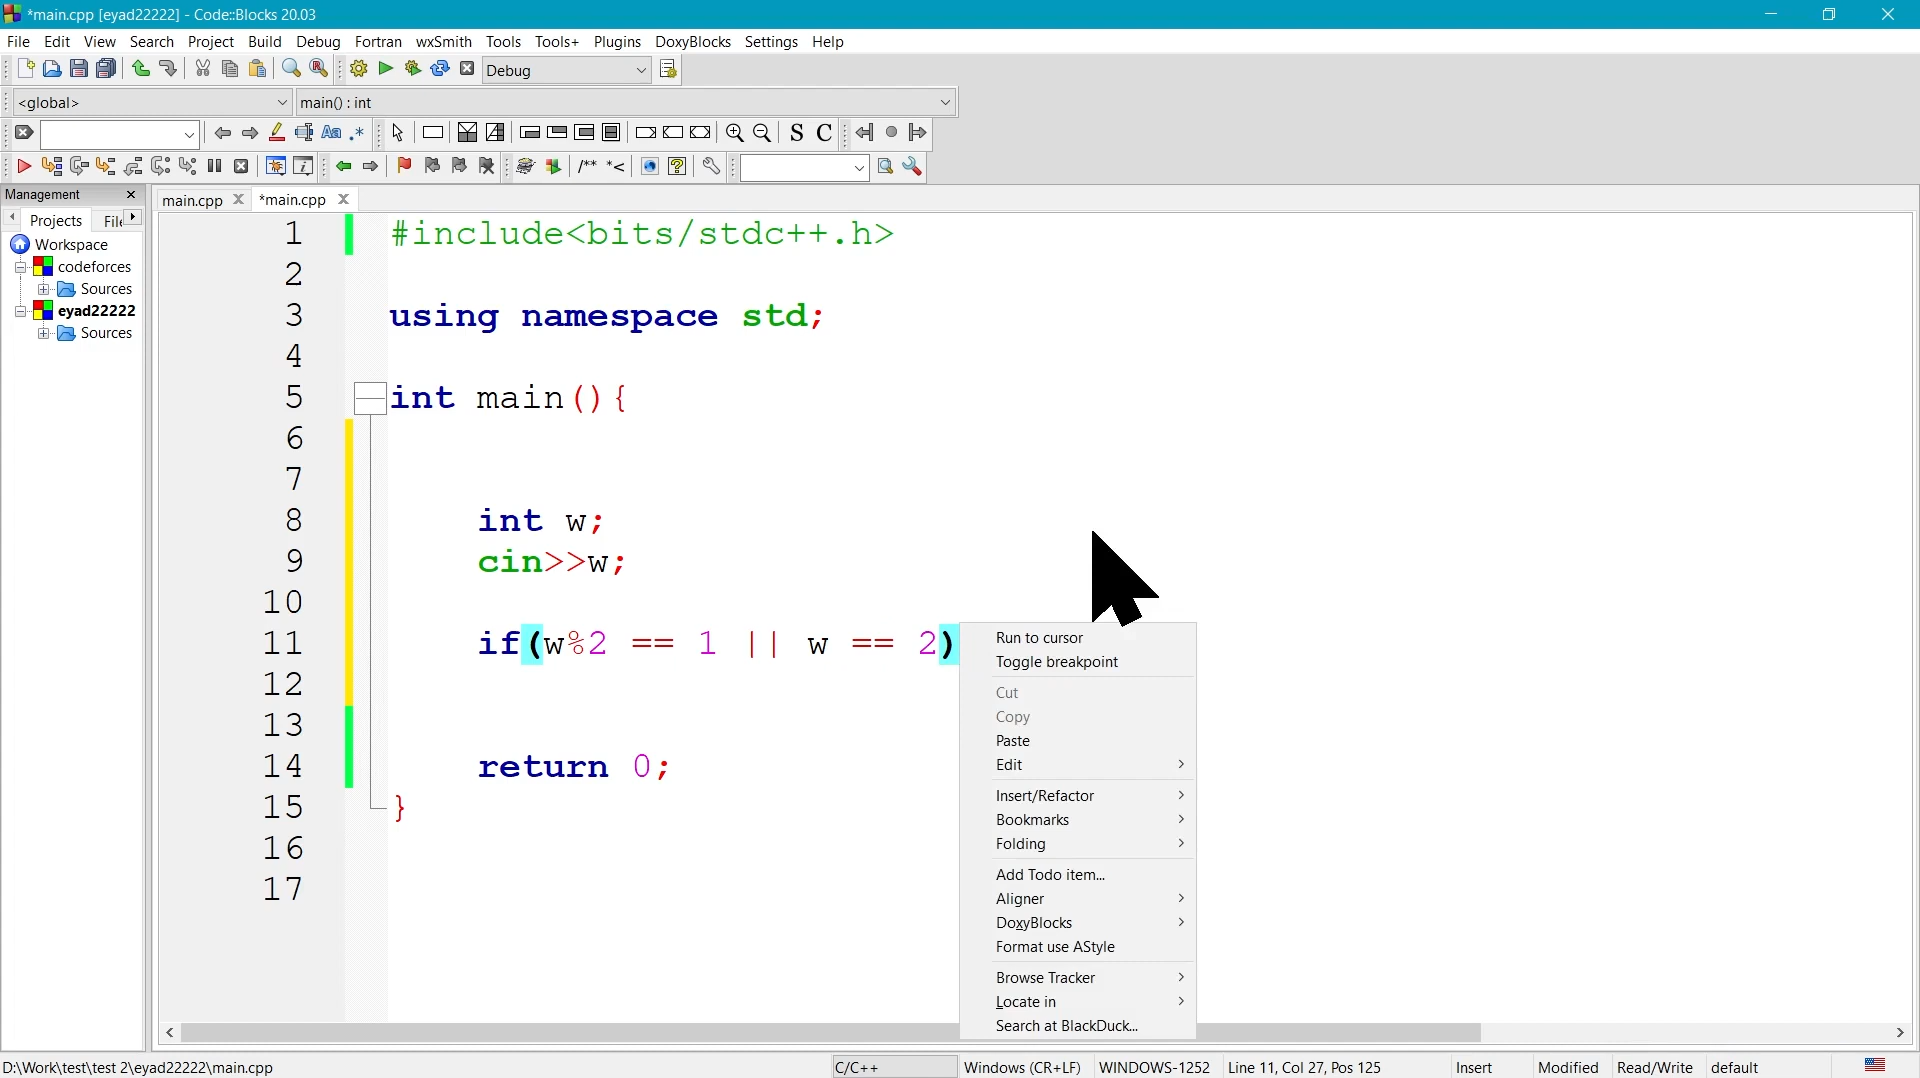 *main.cpp [eyad22222] - Code::Blocks 20.03
File Edit View Search Project Build Debug Fortran wxSmith Tools Tools+ Plugins DoxyBlocks Settings Help
Debug
<global> main() : int
Aa .* S C
/** *<
Management
main.cpp *main.cpp
Projects File
Workspace
codeforces
Sources
eyad22222
Sources
1 #include<bits/stdc++.h>
2
3 using namespace std;
4
5 int main(){
6
7
8 int w;
9 cin>>w;
10
11 if(w%2 == 1 || w == 2)
12
13
14 return 0;
15 }
16
17
Run to cursor
Toggle breakpoint
Cut
Copy
Paste
Edit
Insert/Refactor
Bookmarks
Folding
Add Todo item...
Aligner
DoxyBlocks
Format use AStyle
Browse Tracker
Locate in
Search at BlackDuck...
D:\Work\test\test 2\eyad22222\main.cpp C/C++ Windows (CR+LF) WINDOWS-1252 Line 11, Col 27, Pos 125 Insert Modified Read/Write default